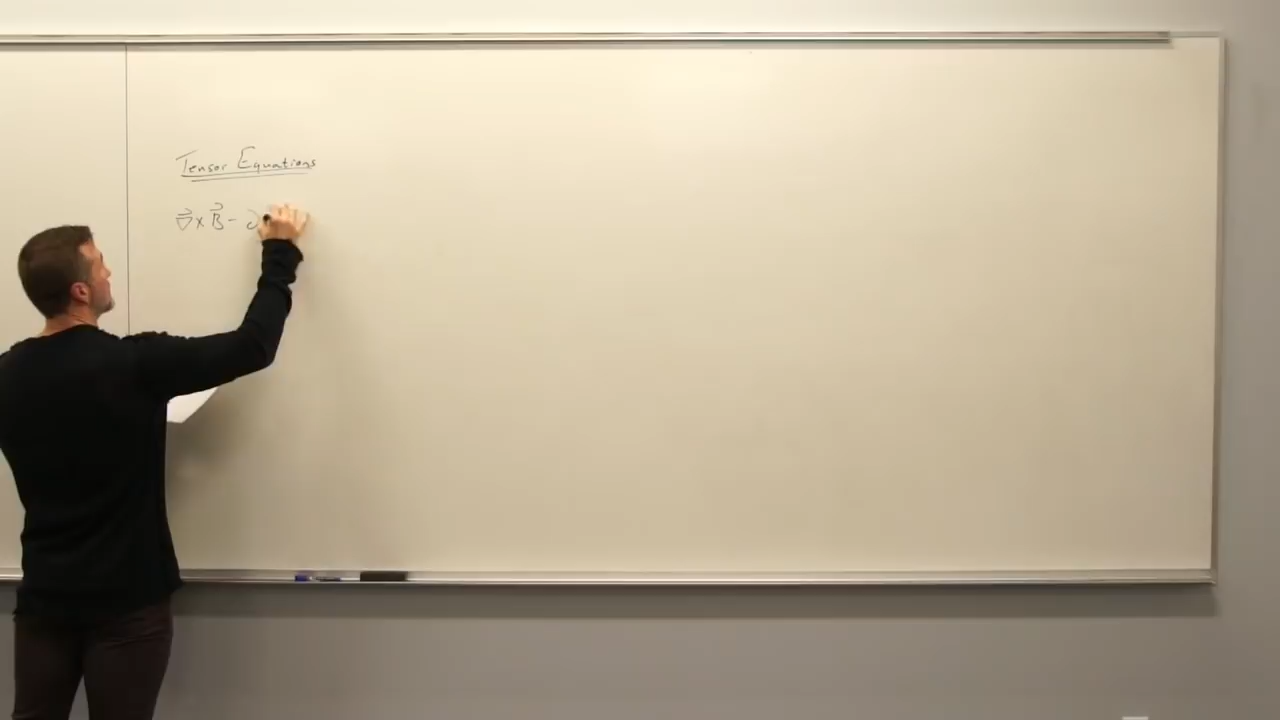 Tensor Equations
∇⃗ × B⃗ − ∂